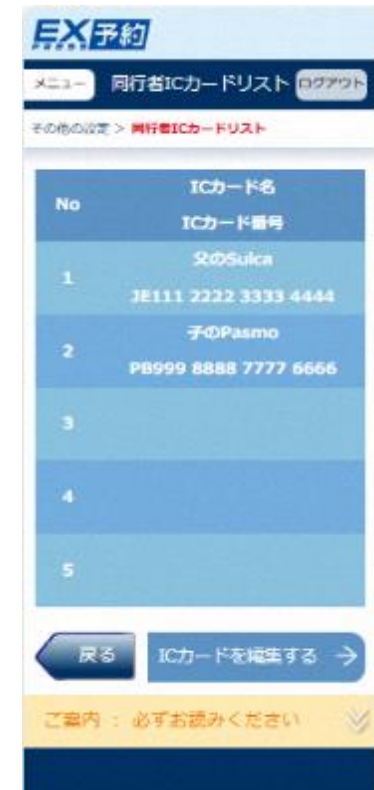 EX予約
メニュー 同行者ICカードリスト ログアウト
その他の設定 > 同行者ICカードリスト
No ICカード名
ICカード番号
1 父のSuica
JE111 2222 3333 4444
2 子のPasmo
PB999 8888 7777 6666
3
4
5
戻る ICカードを編集する →
ご案内 : 必ずお読みください